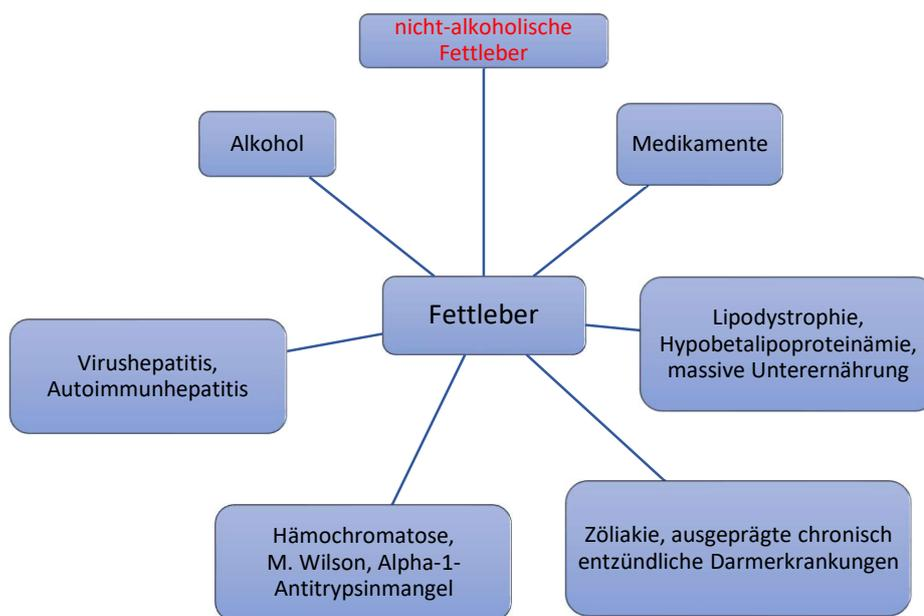 nicht-alkoholische
Fettleber
Alkohol
Medikamente
Fettleber
Lipodystrophie,
Hypobetalipoproteinämie,
massive Unterernährung
Virushepatitis,
Autoimmunhepatitis
Hämochromatose,
M. Wilson, Alpha-1-
Antitrypsinmangel
Zöliakie, ausgeprägte chronisch
entzündliche Darmerkrankungen